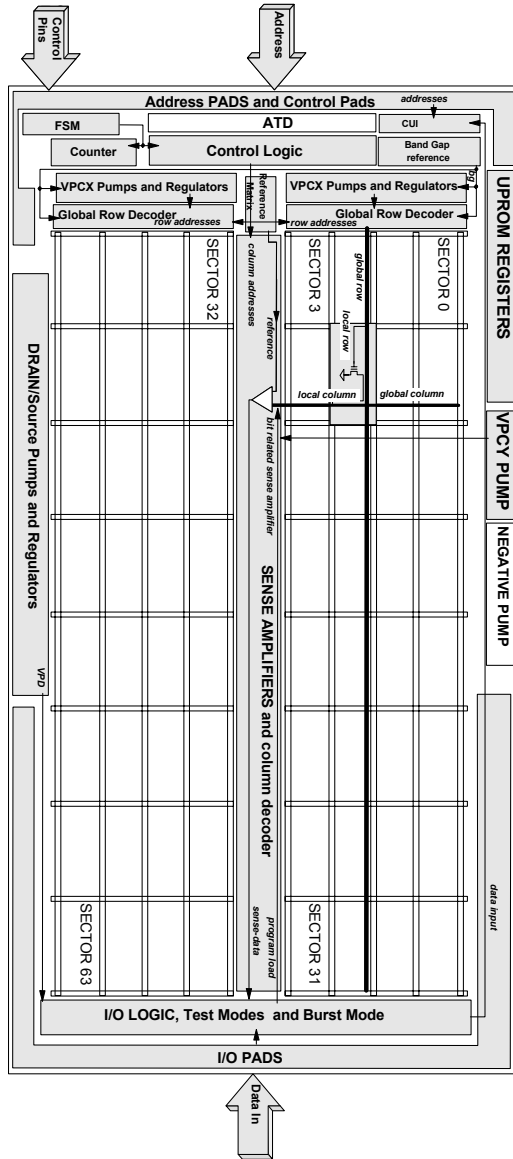 Control
Pins
Address
Address PADS and Control Pads
addresses
FSM
ATD
CUI
Counter
Control Logic
Band Gap
reference
bg
VPCX Pumps and Regulators
Reference
Matrix
VPCX Pumps and Regulators
Global Row Decoder
row addresses
row addresses
Global Row Decoder
UPROM REGISTERS
SECTOR 32
column addresses
reference
SECTOR 3
SECTOR 0
global row
local row
local column
global column
bit related sense amplifier
DRAIN/Source Pumps and Regulators
VPD
SENSE AMPLIFIERS and column decoder
VPCY PUMP
NEGATIVE PUMP
data input
SECTOR 63
sense-data
program load
SECTOR 31
I/O LOGIC, Test Modes and Burst Mode
I/O PADS
Data In